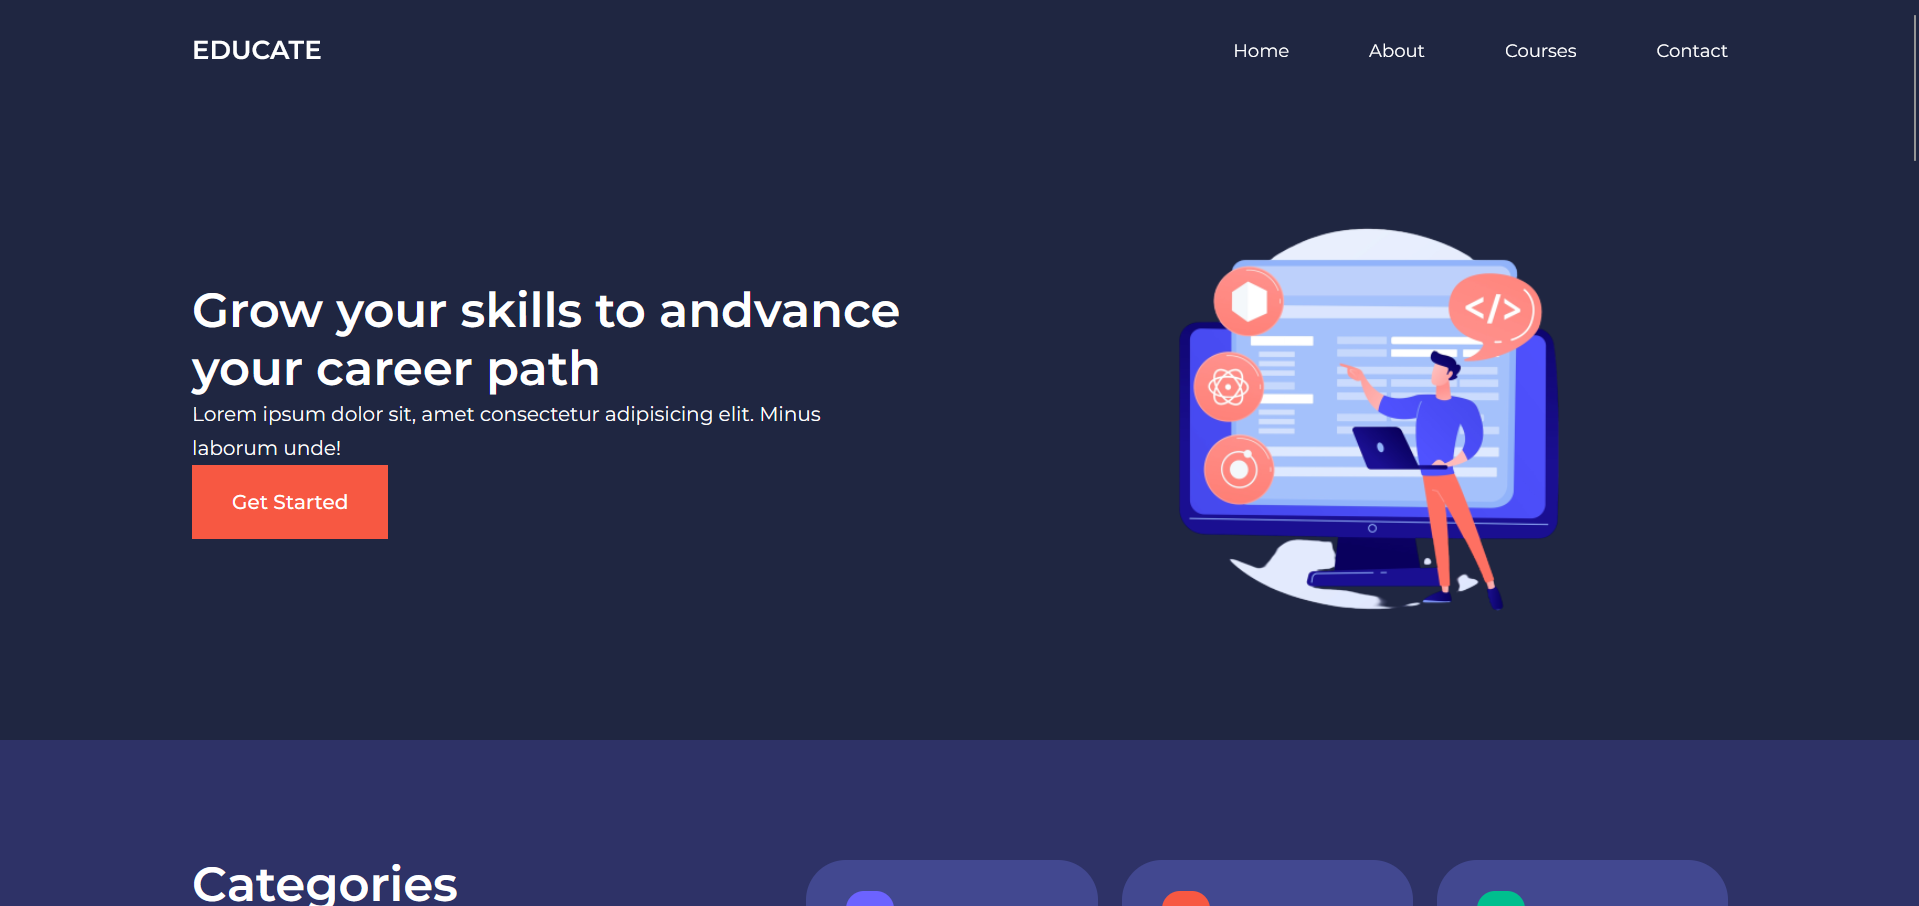 EDUCATE
Home About Courses Contact
Grow your skills to andvance
your career path
Lorem ipsum dolor sit, amet consectetur adipisicing elit. Minus
laborum unde!
Get Started
</>
Categories